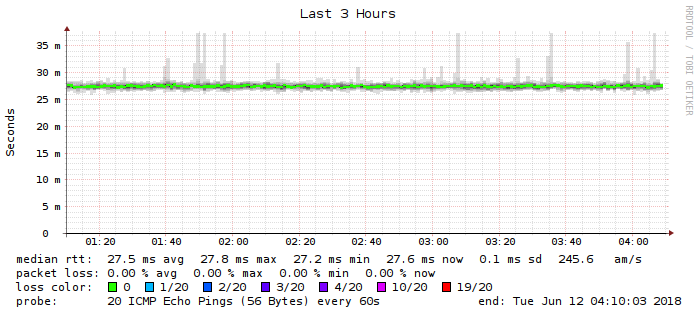 Last 3 Hours
RRDTOOL / TOBI OETIKER
Seconds
35 m
30 m
25 m
20 m
15 m
10 m
5 m
0
01:20 01:40 02:00 02:20 02:40 03:00 03:20 03:40 04:00
median rtt: 27.5 ms avg 27.8 ms max 27.2 ms min 27.6 ms now 0.1 ms sd 245.6 am/s
packet loss: 0.00 % avg 0.00 % max 0.00 % min 0.00 % now
loss color: 0 1/20 2/20 3/20 4/20 10/20 19/20
probe: 20 ICMP Echo Pings (56 Bytes) every 60s end: Tue Jun 12 04:10:03 2018